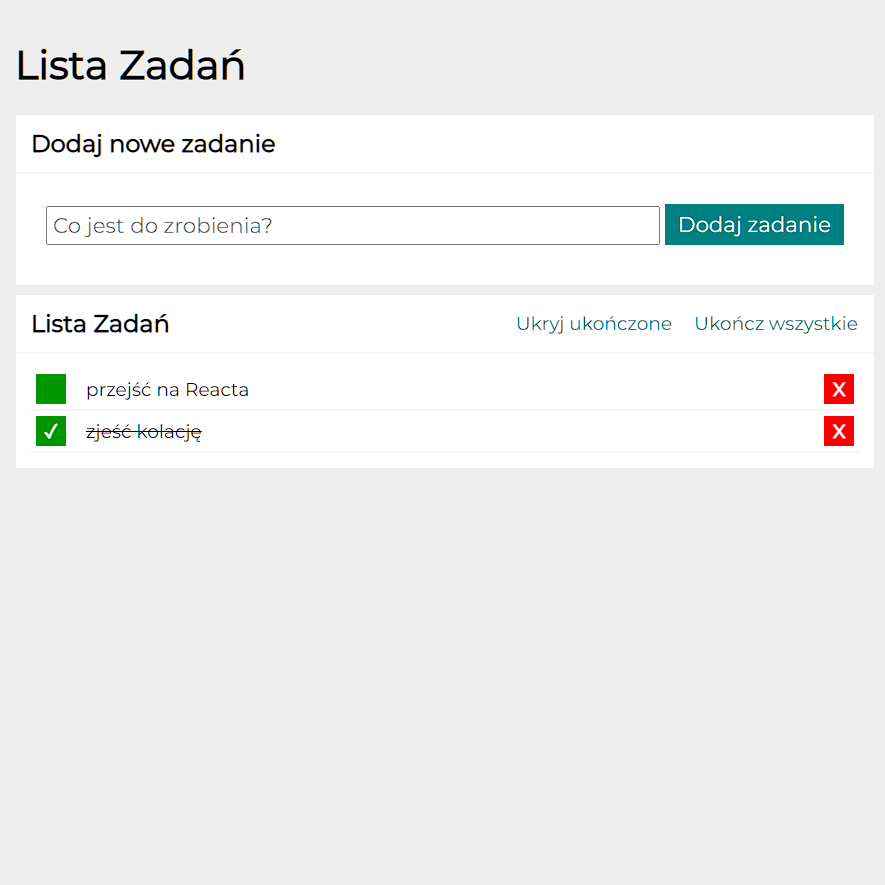 Lista Zadań
Dodaj nowe zadanie
Co jest do zrobienia? Dodaj zadanie
Lista Zadań Ukryj ukończone Ukończ wszystkie
przejść na Reacta X
✓ zjeść kolację X